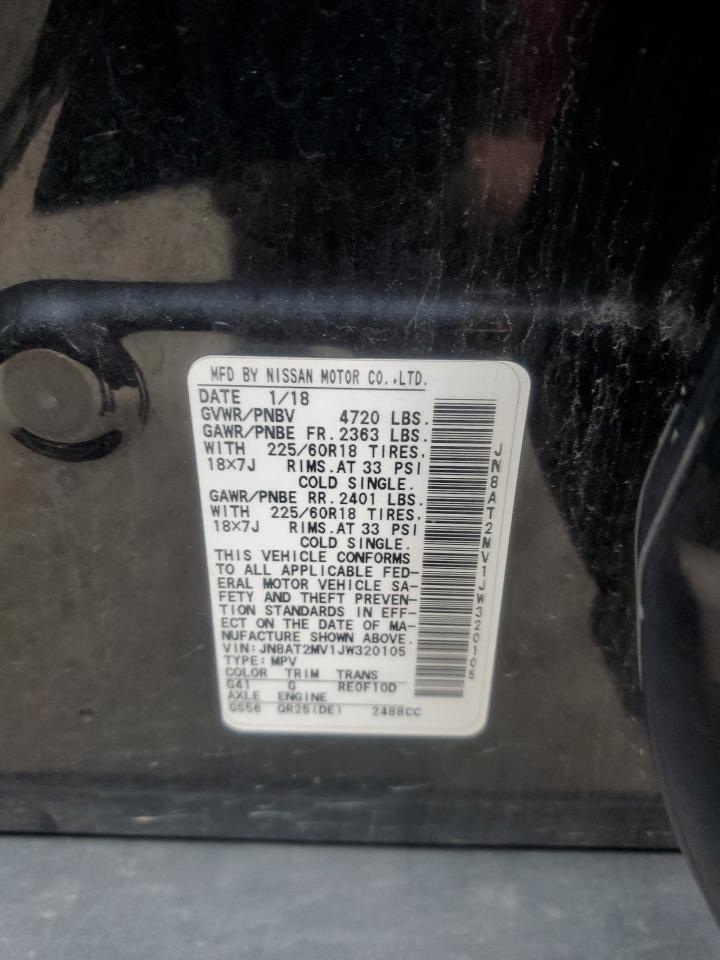 MFD BY NISSAN MOTOR CO.,LTD.
DATE 1/18
GVWR/PNBV 4720 LBS.
GAWR/PNBE FR. 2363 LBS.
WITH 225/60R18 TIRES,
18×7J RIMS.AT 33 PSI
COLD SINGLE.
GAWR/PNBE RR. 2401 LBS.
WITH 225/60R18 TIRES,
18×7J RIMS.AT 33 PSI
COLD SINGLE.
THIS VEHICLE CONFORMS
TO ALL APPLICABLE FED-
ERAL MOTOR VEHICLE SA-
FETY AND THEFT PREVEN-
TION STANDARDS IN EFF-
ECT ON THE DATE OF MA-
NUFACTURE SHOWN ABOVE.
VIN:JN8AT2MV1JW320105
TYPE:MPV
COLOR TRIM TRANS
G41 G RE0F10D
AXLE ENGINE
GS56 QR25(DE) 2488CC
JN8AT2MV1JW320105